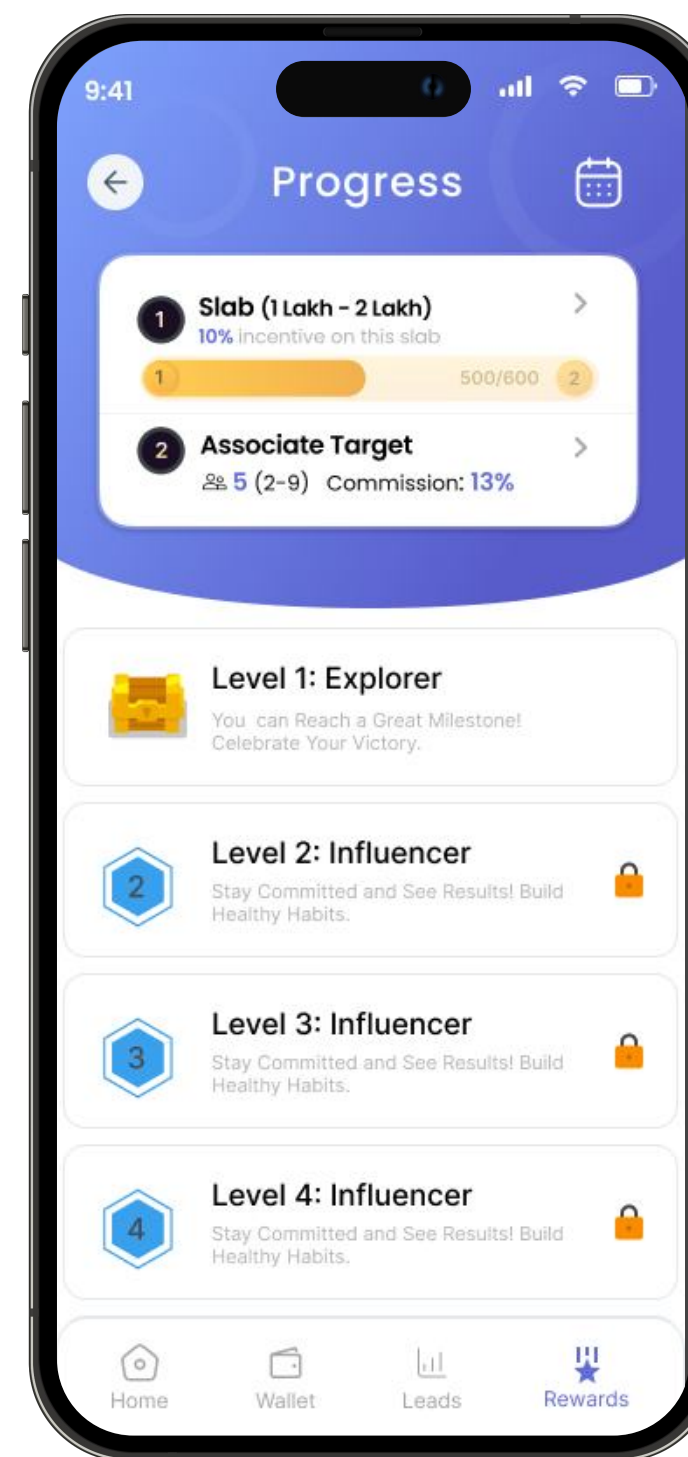 9:41
Progress
1
Slab (1 Lakh - 2 Lakh)
10% incentive on this slab
1
500/600
2
2
Associate Target
5 (2-9) Commission: 13%
Level 1: Explorer
You can Reach a Great Milestone!
Celebrate Your Victory.
2
Level 2: Influencer
Stay Committed and See Results! Build
Healthy Habits.
3
Level 3: Influencer
Stay Committed and See Results! Build
Healthy Habits.
4
Level 4: Influencer
Stay Committed and See Results! Build
Healthy Habits.
Home
Wallet
Leads
Rewards